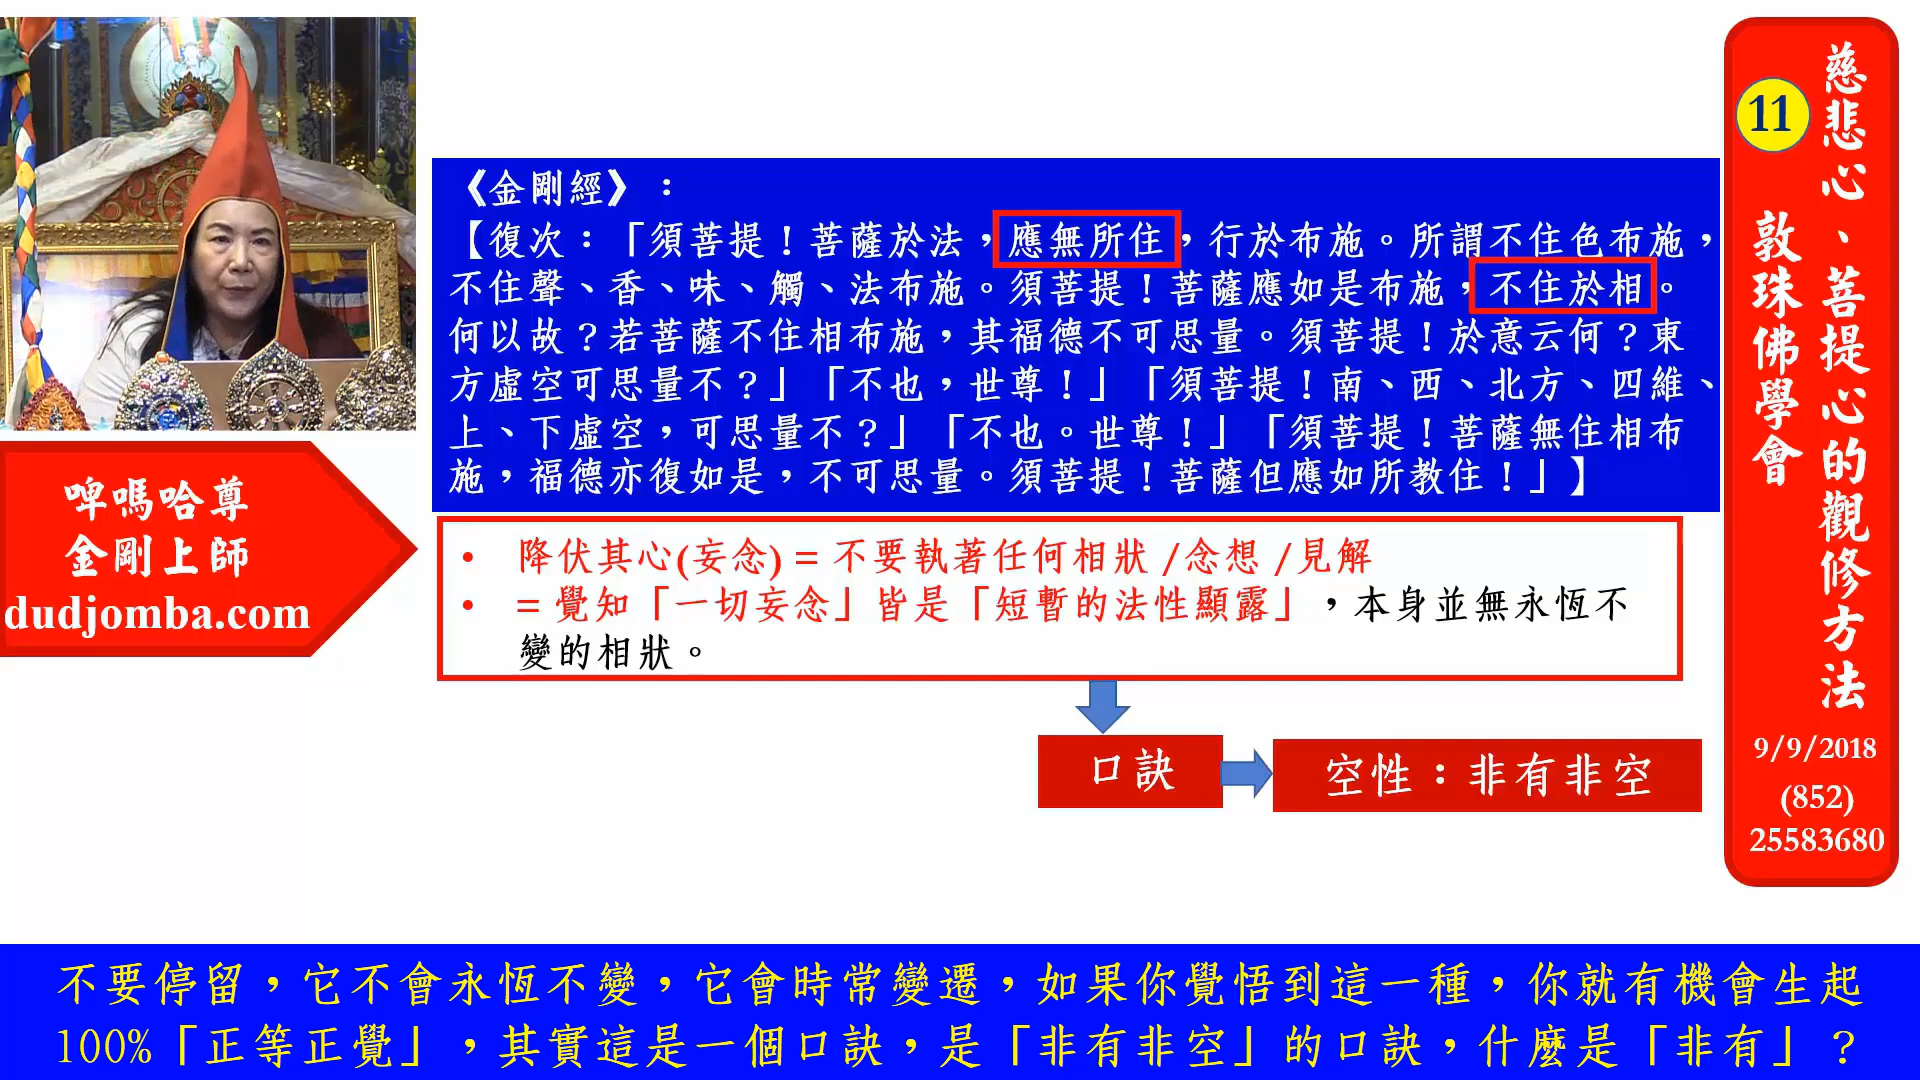 《金剛經》：
【復次：「須菩提！菩薩於法，應無所住，行於布施。所謂不住色布施，
不住聲、香、味、觸、法布施。須菩提！菩薩應如是布施，不住於相。
何以故？若菩薩不住相布施，其福德不可思量。須菩提！於意云何？東
方虛空可思量不？」「不也，世尊！」「須菩提！南、西、北方、四維、
上、下虛空，可思量不？」「不也。世尊！」「須菩提！菩薩無住相布
施，福德亦復如是，不可思量。須菩提！菩薩但應如所教住！」】
• 降伏其心(妄念) = 不要執著任何相狀 /念想 /見解
• = 覺知「一切妄念」皆是「短暫的法性顯露」，本身並無永恆不
變的相狀。
口訣
空性：非有非空
啤嗎哈尊
金剛上師
dudjomba.com
慈悲心、菩提心的觀修方法
11
敦珠佛學會
9/9/2018
(852)
25583680
不要停留，它不會永恆不變，它會時常變遷，如果你覺悟到這一種，你就有機會生起
100%「正等正覺」，其實這是一個口訣，是「非有非空」的口訣，什麼是「非有」？